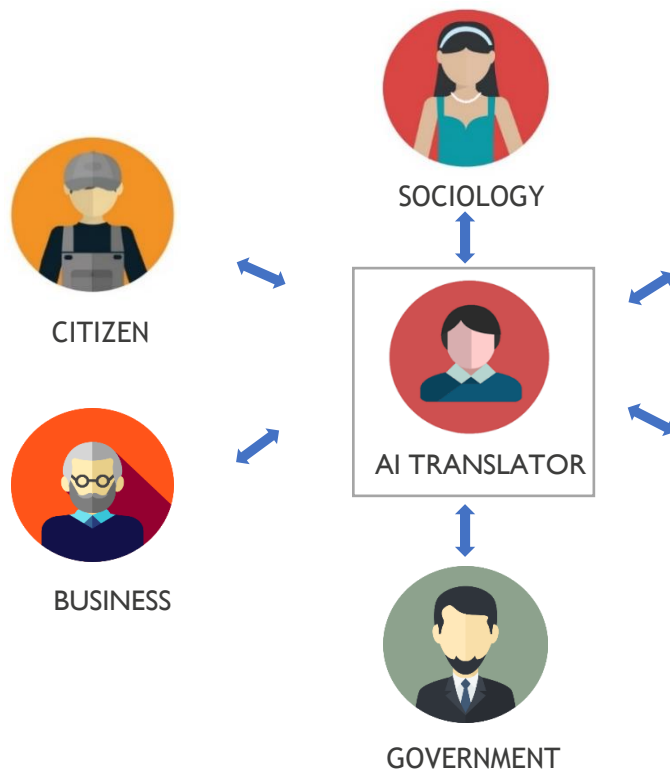 SOCIOLOGY
CITIZEN
AI TRANSLATOR
BUSINESS
GOVERNMENT